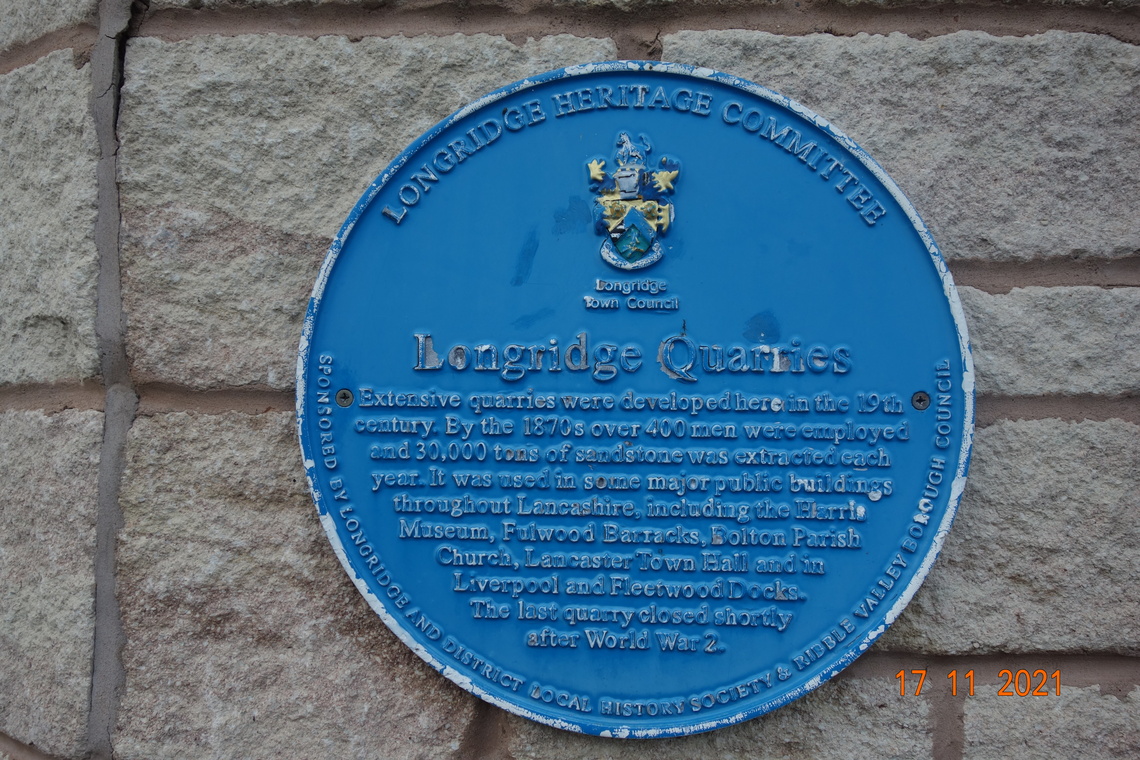 LONGRIDGE HERITAGE COMMITTEE
Longridge
Town Council
Longridge Quarries
Extensive quarries were developed here in the 19th
century. By the 1870s over 400 men were employed
and 30,000 tons of sandstone was extracted each
year. It was used in some major public buildings
throughout Lancashire, including the Harris
Museum, Fulwood Barracks, Bolton Parish
Church, Lancaster Town Hall and in
Liverpool and Fleetwood Docks.
The last quarry closed shortly
after World War 2.
SPONSORED BY LONGRIDGE AND DISTRICT LOCAL HISTORY SOCIETY & RIBBLE VALLEY BOROUGH COUNCIL
17 11 2021